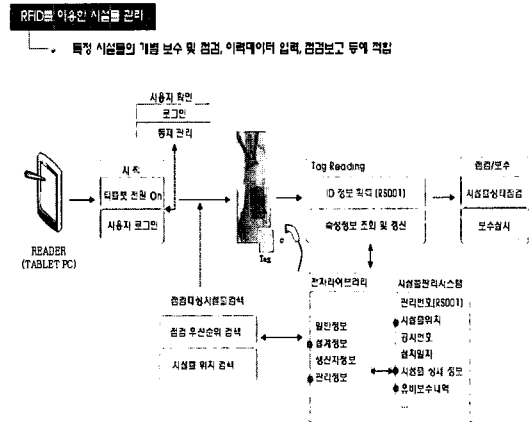 RFID를 이용한 시설물 관리
특정 시설물의 개별 보수 및 점검, 이력데이터 입력, 점검보고 등에 적합
사용자 확인
로그인
등재 관리
시작
타블렛 전원 On
사용자 로그인
READER
(TABLET PC)
Tag
Tag Reading
ID 정보 획득 (RS001)
속성정보 조회 및 갱신
점검/보수
시설물상태점검
보수실시
점검대상시설물검색
점검 우선순위 검색
시설물 위치 검색
전자라이브러리
일반정보
설계정보
생산자정보
관리정보
시설물관리시스템
관리번호(RS001)
시설물위치
공사번호
설치일자
시설물 상세 정보
유지보수내역
...